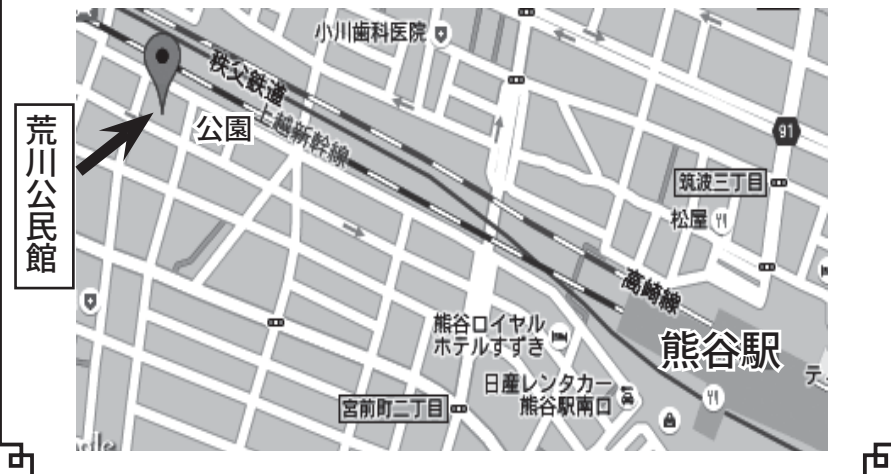 小川歯科医院
秩父鉄道
上越新幹線
公園
荒川公民館
91
筑波三丁目
松屋
高崎線
熊谷ロイヤル
ホテルすずき
熊谷駅
日産レンタカー
熊谷駅南口
テ
宮前町二丁目
gle